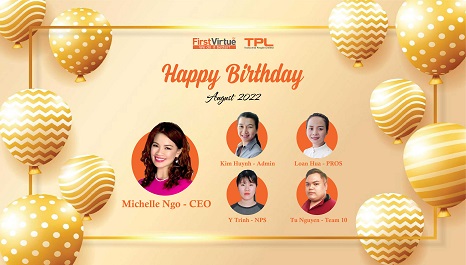 FirstVirtue
TPL
Happy Birthday
August 2022
Michelle Ngo - CEO
Kim Huynh - Admin
Loan Hua - PROS
Y Trinh - NPS
Tu Nguyen - Team 10